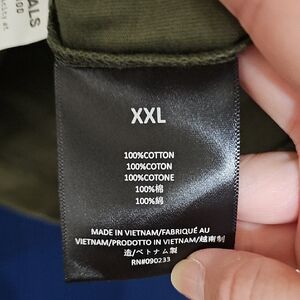 ALS
XXL
100%COTTON
100%COTON
100%COTONE
100%棉
100%綿
MADE IN VIETNAM/FABRIQUÉ AU
VIETNAM/PRODOTTO IN VIETNAM/越南制
造/ベトナム製
RN#090233